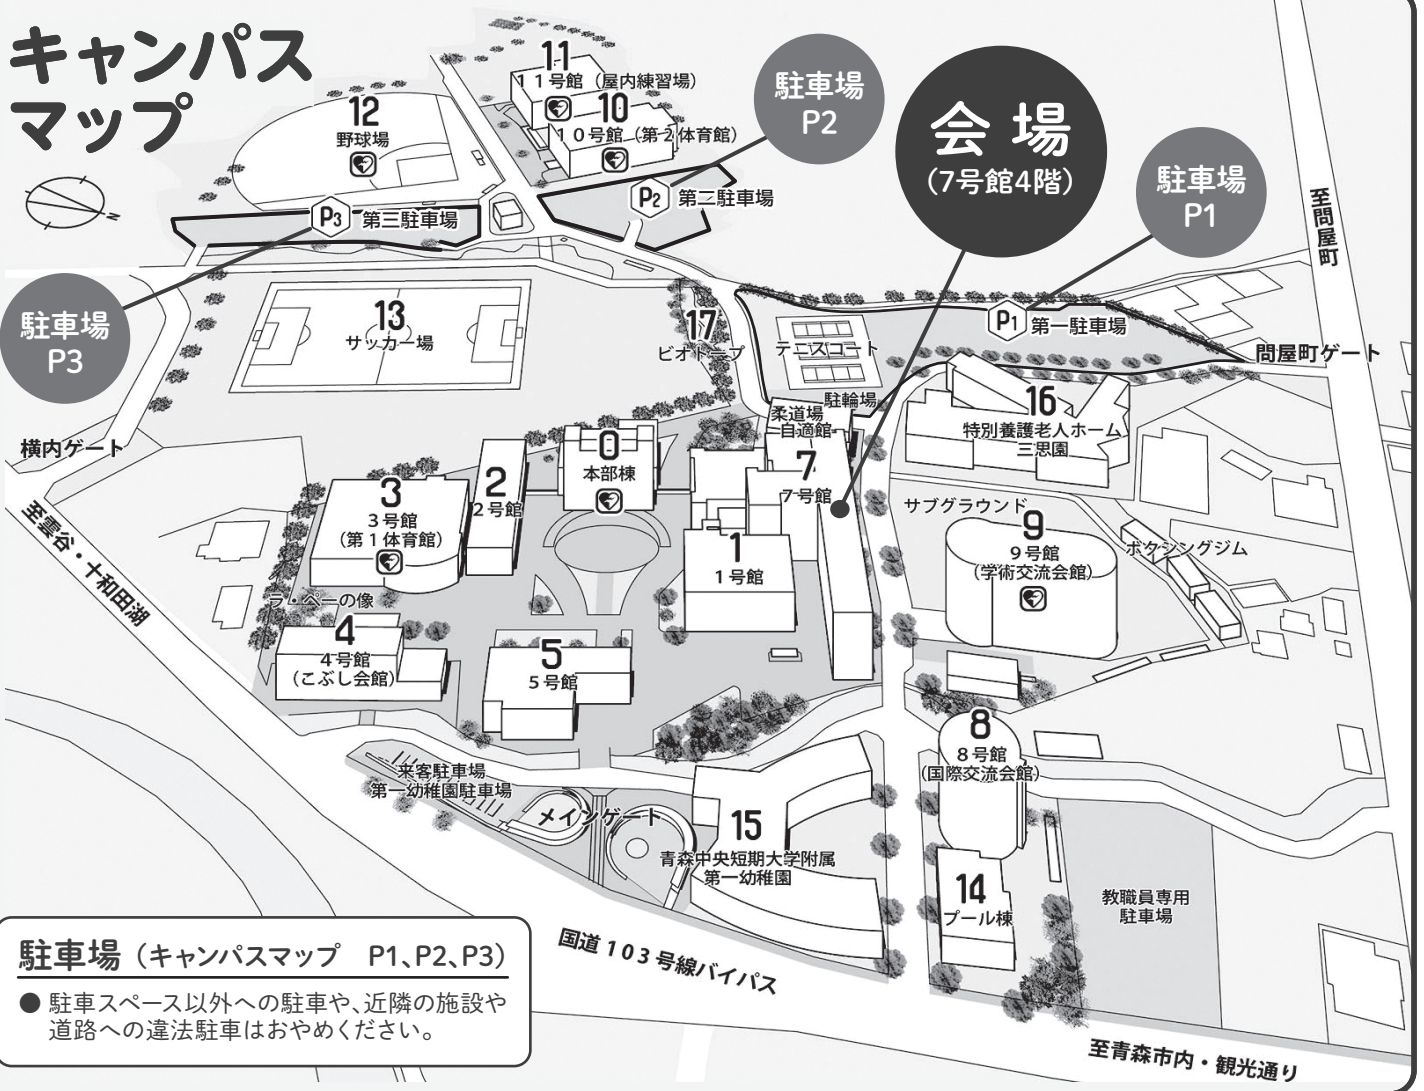 キャンパス
マップ
11
11号館（屋内練習場）
10
10号館（第2体育館）
12
野球場
駐車場
P2
会場
（7号館4階）
駐車場
P1
至問屋町
P2 第二駐車場
P3 第三駐車場
N
駐車場
P3
13
サッカー場
17
ビオトープ
テニスコート
P1 第一駐車場
問屋町ゲート
駐輪場
柔道場
自適館
16
特別養護老人ホーム
三思園
横内ゲート
至雲谷・十和田湖
0
本部棟
2
2号館
3
3号館
（第1体育館）
7
7号館
サブグラウンド
9
9号館
（学術交流会館）
ボクシングジム
1
1号館
ラ・ペーの像
4
4号館
（こぶし会館）
5
5号館
8
8号館
（国際交流会館）
来客駐車場
第一幼稚園駐車場
メインゲート
15
青森中央短期大学附属
第一幼稚園
14
プール棟
教職員専用
駐車場
国道103号線バイパス
至青森市内・観光通り
駐車場（キャンパスマップ　P1、P2、P3）
● 駐車スペース以外への駐車や、近隣の施設や
道路への違法駐車はおやめください。